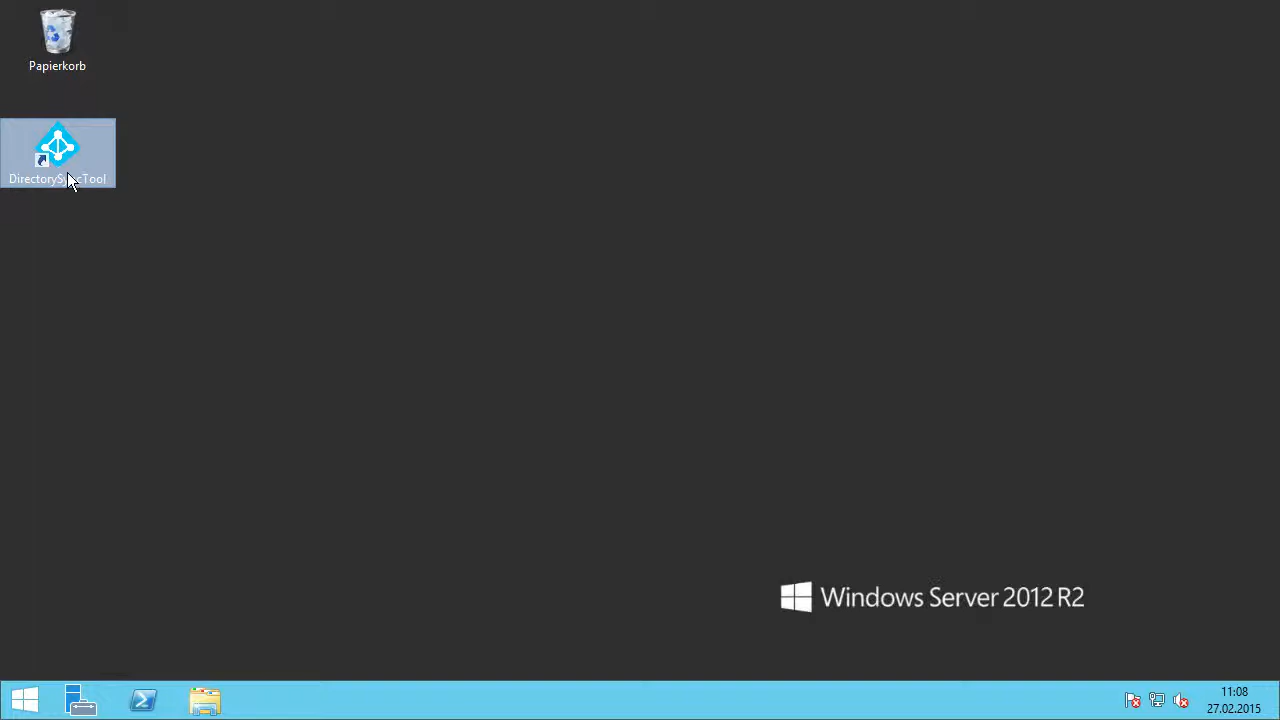 Papierkorb
DirectorySyncTool
Windows Server 2012 R2
11:08
27.02.2015